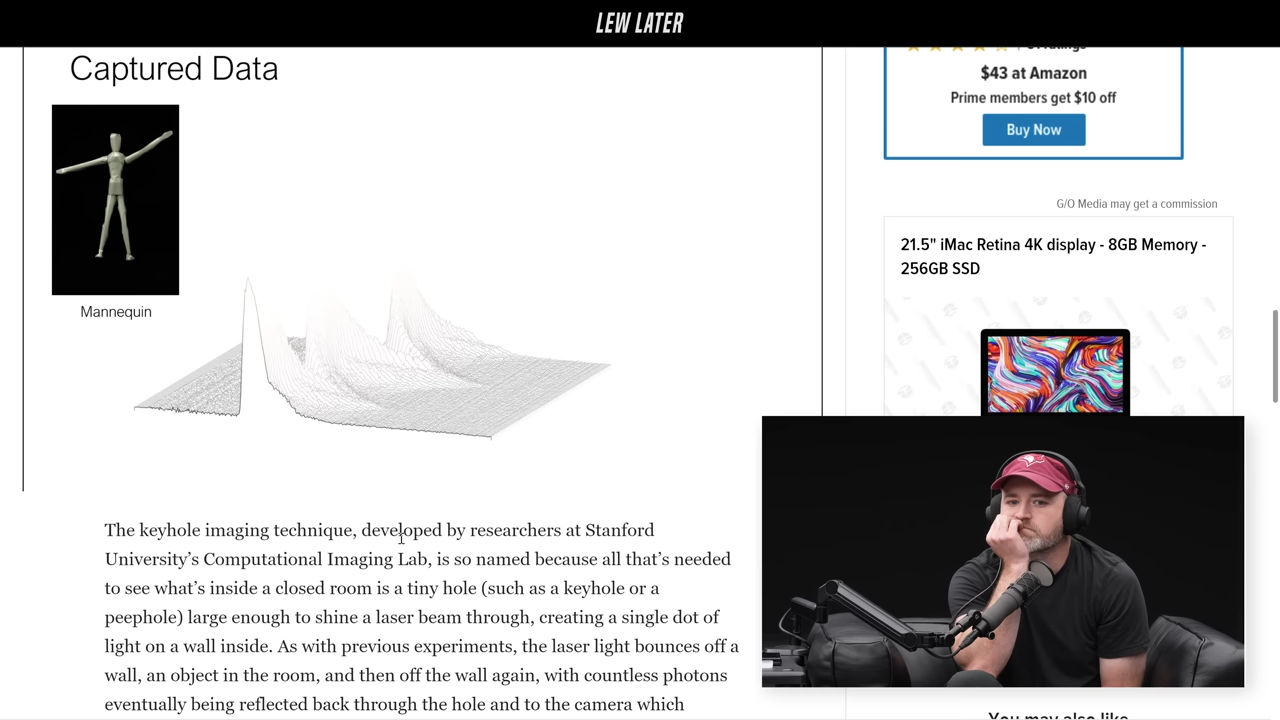 LEW LATER
Captured Data
Mannequin
The keyhole imaging technique, developed by researchers at Stanford
University’s Computational Imaging Lab, is so named because all that’s needed
to see what’s inside a closed room is a tiny hole (such as a keyhole or a
peephole) large enough to shine a laser beam through, creating a single dot of
light on a wall inside. As with previous experiments, the laser light bounces off a
wall, an object in the room, and then off the wall again, with countless photons
eventually being reflected back through the hole and to the camera which
ratings
$43 at Amazon
Prime members get $10 off
Buy Now
G/O Media may get a commission
21.5" iMac Retina 4K display - 8GB Memory -
256GB SSD
You may also like